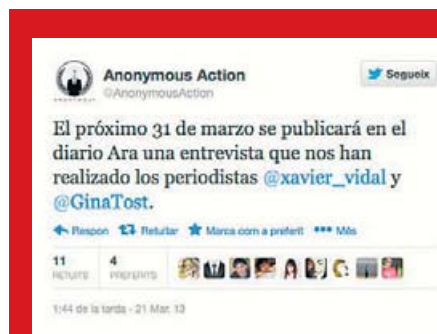 Anonymous Action
@AnonymousAction
Segueix
El próximo 31 de marzo se publicará en el
diario Ara una entrevista que nos han
realizado los periodistas @xavier_vidal y
@GinaTost.
Respon Retuitar Marca com a preferit Més
11 4
RETUITS PREFERITS
1:44 de la tarda - 21 Mar, 13